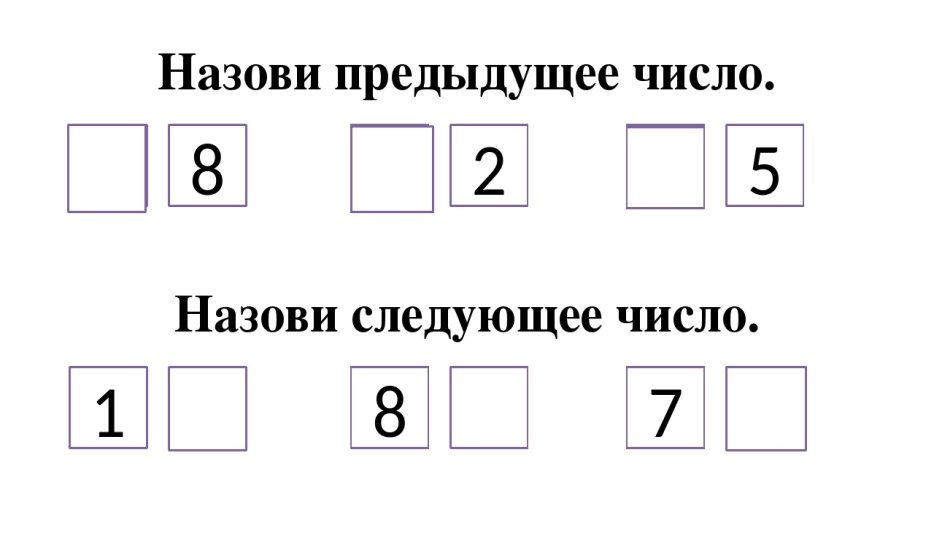 Назови предыдущее число.
8 2 5
Назови следующее число.
1 8 7